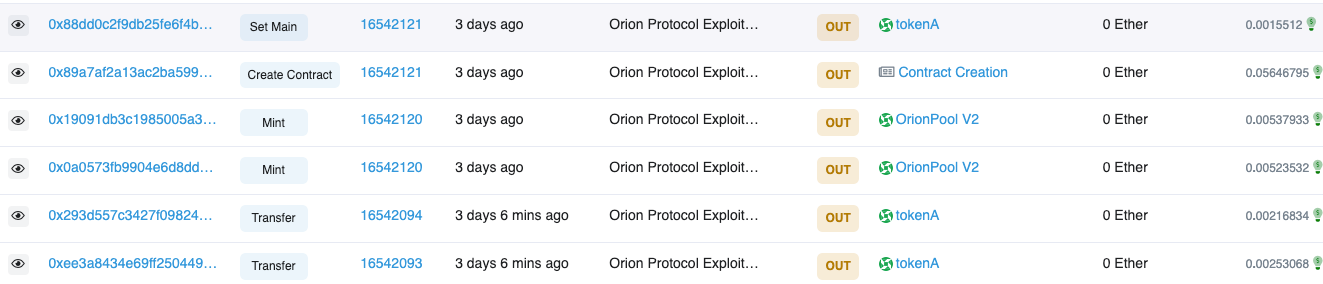 0x88dd0c2f9db25fe6f4b... Set Main 16542121 3 days ago Orion Protocol Exploit... OUT tokenA 0 Ether 0.0015512
0x89a7af2a13ac2ba599... Create Contract 16542121 3 days ago Orion Protocol Exploit... OUT Contract Creation 0 Ether 0.05646795
0x19091db3c1985005a3... Mint 16542120 3 days ago Orion Protocol Exploit... OUT OrionPool V2 0 Ether 0.00537933
0x0a0573fb9904e6d8dd... Mint 16542120 3 days ago Orion Protocol Exploit... OUT OrionPool V2 0 Ether 0.00523532
0x293d557c3427f09824... Transfer 16542094 3 days 6 mins ago Orion Protocol Exploit... OUT tokenA 0 Ether 0.00216834
0xee3a8434e69ff250449... Transfer 16542093 3 days 6 mins ago Orion Protocol Exploit... OUT tokenA 0 Ether 0.00253068